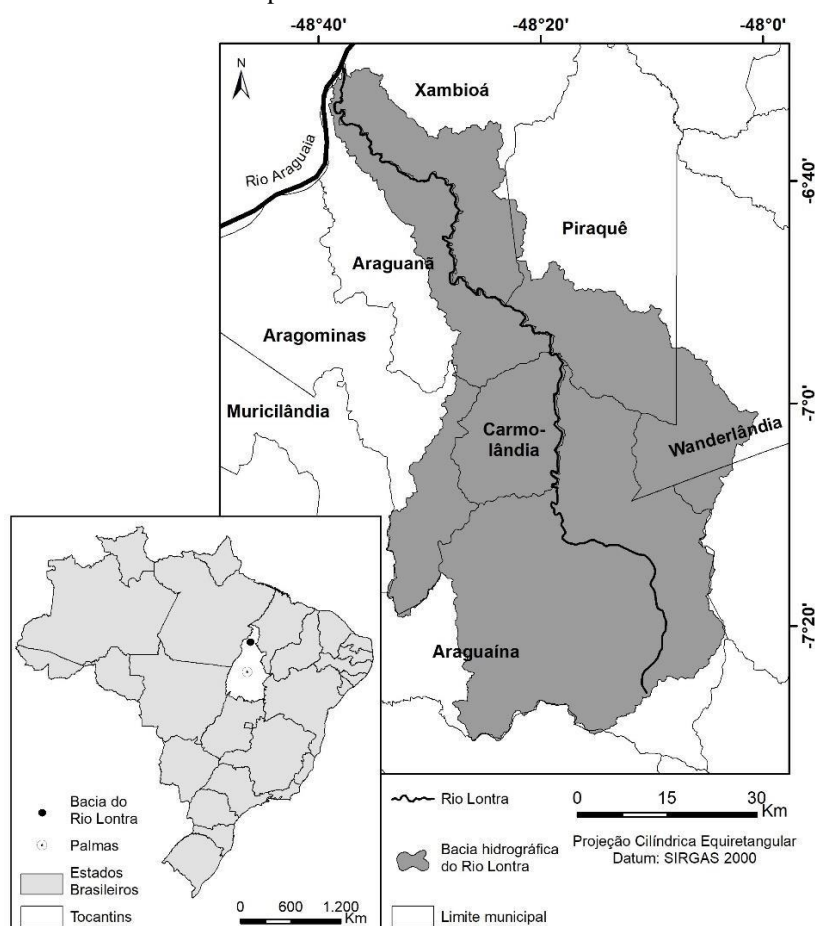 -48°40' -48°20' -48°0'
N
Xambioá
Rio Araguaia
-6°40'
Piraquê
Araguanã
Aragominas
-7°0'
Muricilândia
Carmo-
lândia
Wanderlândia
-7°20'
Araguaína
Bacia do
Rio Lontra
Palmas
Estados
Brasileiros
Tocantins
0 600 1.200
Km
Rio Lontra
Bacia hidrográfica
do Rio Lontra
Limite municipal
0 15 30
Km
Projeção Cilíndrica Equiretangular
Datum: SIRGAS 2000